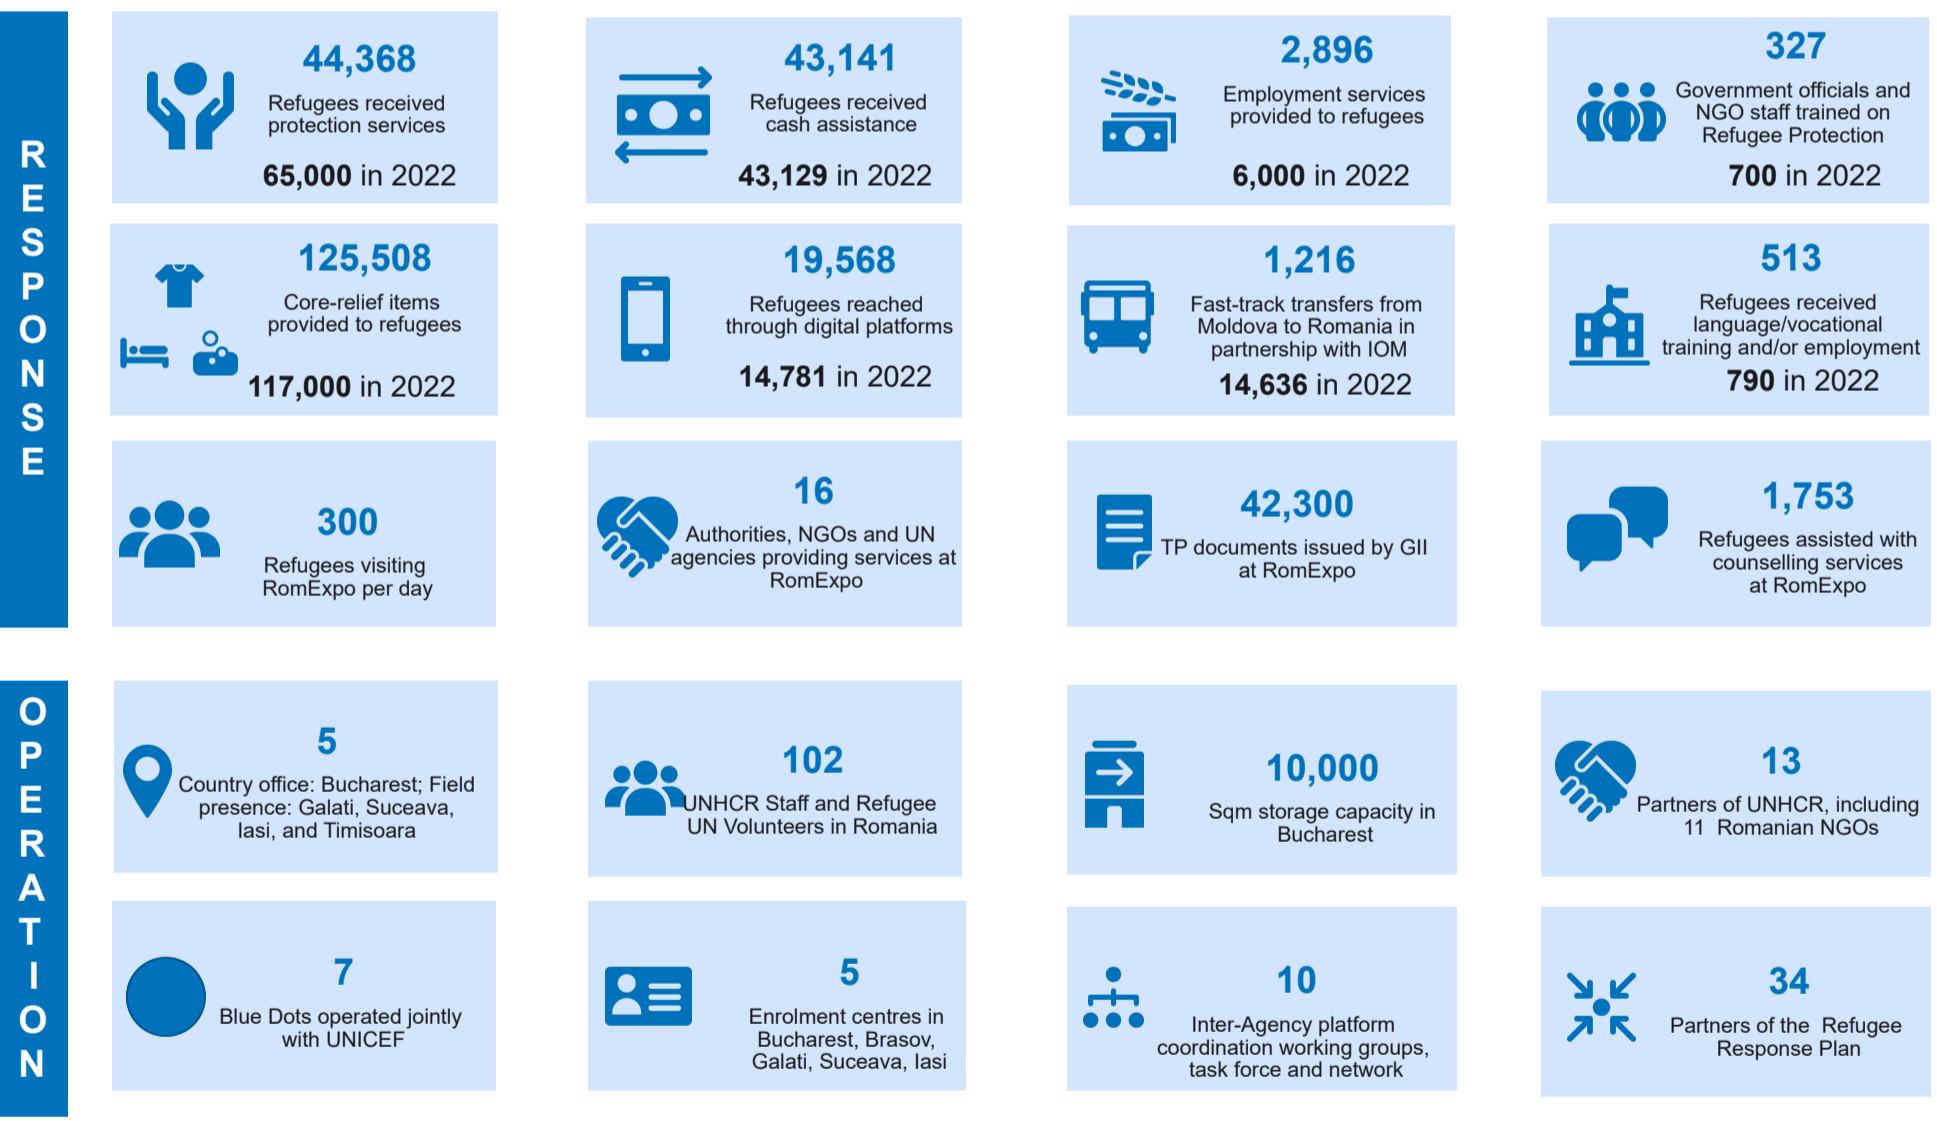 RESPONSE
44,368
Refugees received
protection services
65,000 in 2022
43,141
Refugees received
cash assistance
43,129 in 2022
2,896
Employment services
provided to refugees
6,000 in 2022
327
Government officials and
NGO staff trained on
Refugee Protection
700 in 2022
125,508
Core-relief items
provided to refugees
117,000 in 2022
19,568
Refugees reached
through digital platforms
14,781 in 2022
1,216
Fast-track transfers from
Moldova to Romania in
partnership with IOM
14,636 in 2022
513
Refugees received
language/vocational
training and/or employment
790 in 2022
300
Refugees visiting
RomExpo per day
16
Authorities, NGOs and UN
agencies providing services at
RomExpo
42,300
TP documents issued by GII
at RomExpo
1,753
Refugees assisted with
counselling services
at RomExpo
OPERATION
5
Country office: Bucharest; Field
presence: Galati, Suceava,
Iasi, and Timisoara
102
UNHCR Staff and Refugee
UN Volunteers in Romania
10,000
Sqm storage capacity in
Bucharest
13
Partners of UNHCR, including
11 Romanian NGOs
7
Blue Dots operated jointly
with UNICEF
5
Enrolment centres in
Bucharest, Brasov,
Galati, Suceava, Iasi
10
Inter-Agency platform
coordination working groups,
task force and network
34
Partners of the Refugee
Response Plan